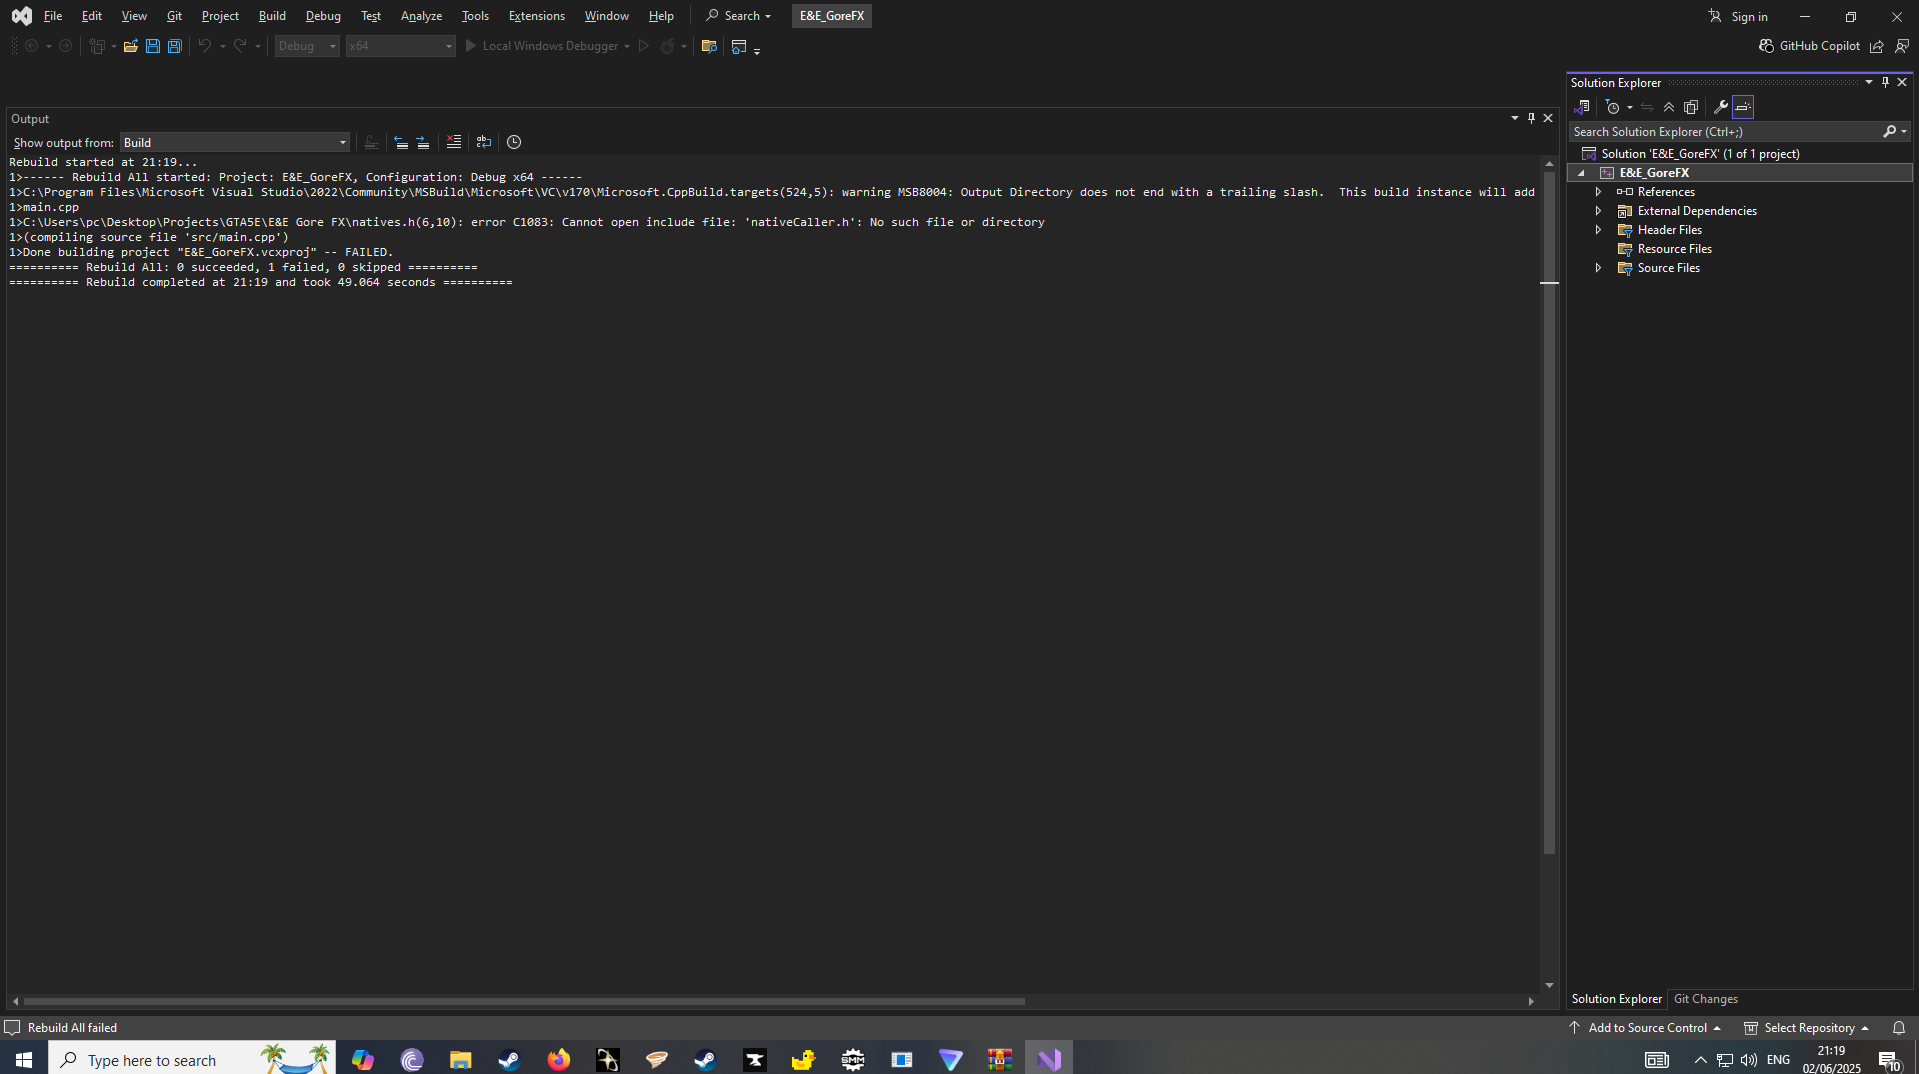 File Edit View Git Project Build Debug Test Analyze Tools Extensions Window Help Search E&E_GoreFX Sign in
Debug x64 Local Windows Debugger GitHub Copilot
Output
Show output from: Build
Rebuild started at 21:19...
1>------ Rebuild All started: Project: E&E_GoreFX, Configuration: Debug x64 ------
1>C:\Program Files\Microsoft Visual Studio\2022\Community\MSBuild\Microsoft\VC\v170\Microsoft.CppBuild.targets(524,5): warning MSB8004: Output Directory does not end with a trailing slash.  This build instance will add
1>main.cpp
1>C:\Users\pc\Desktop\Projects\GTA5E\E&E Gore FX\natives.h(6,10): error C1083: Cannot open include file: 'nativeCaller.h': No such file or directory
1>(compiling source file 'src/main.cpp')
1>Done building project "E&E_GoreFX.vcxproj" -- FAILED.
========== Rebuild All: 0 succeeded, 1 failed, 0 skipped ==========
========== Rebuild completed at 21:19 and took 49.064 seconds ==========
Solution Explorer
Search Solution Explorer (Ctrl+;)
Solution 'E&E_GoreFX' (1 of 1 project)
E&E_GoreFX
References
External Dependencies
Header Files
Resource Files
Source Files
Solution Explorer Git Changes
Rebuild All failed Add to Source Control Select Repository
Type here to search SMM ENG 21:19
02/06/2025 10